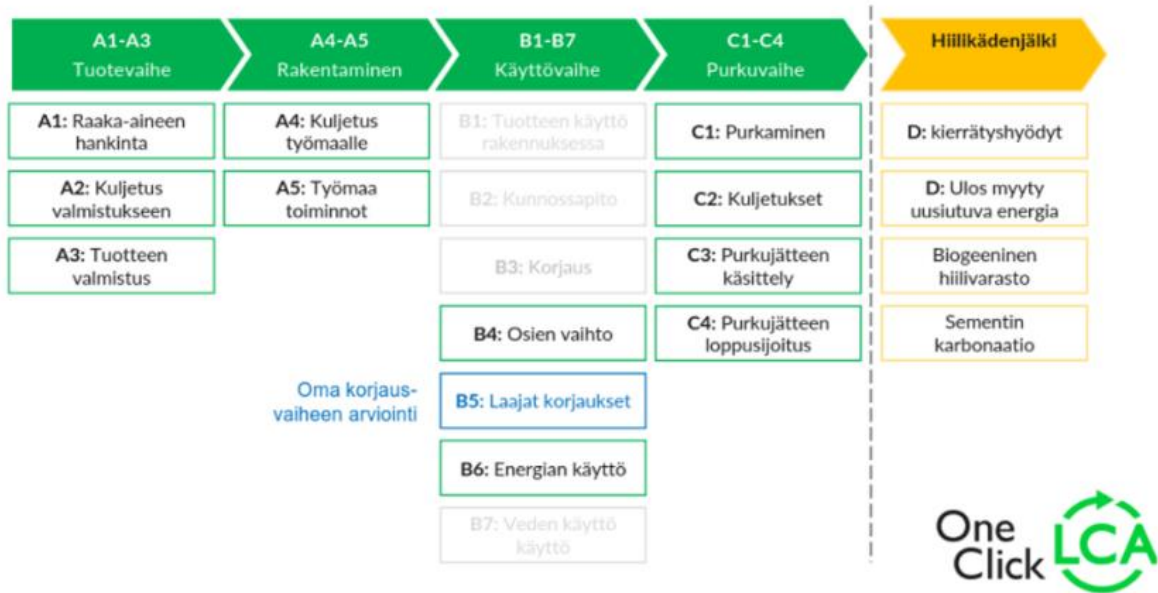 A1-A3
Tuotevaihe
A4-A5
Rakentaminen
B1-B7
Käyttövaihe
C1-C4
Purkuvaihe
Hiilikädenjälki
A1: Raaka-aineen
hankinta
A2: Kuljetus
valmistukseen
A3: Tuotteen
valmistus
A4: Kuljetus
työmaalle
A5: Työmaa
toiminnot
B1: Tuotteen käyttö
rakennuksessa
B2: Kunnossapito
B3: Korjaus
B4: Osien vaihto
Oma korjaus-
vaiheen arviointi
B5: Laajat korjaukset
B6: Energian käyttö
B7: Veden käyttö
käyttö
C1: Purkaminen
C2: Kuljetukset
C3: Purkujätteen
käsittely
C4: Purkujätteen
loppusijoitus
D: kierrätyshyödyt
D: Ulos myyty
uusiutuva energia
Biogeeninen
hiilivarasto
Sementin
karbonaatio
One
Click
LCA